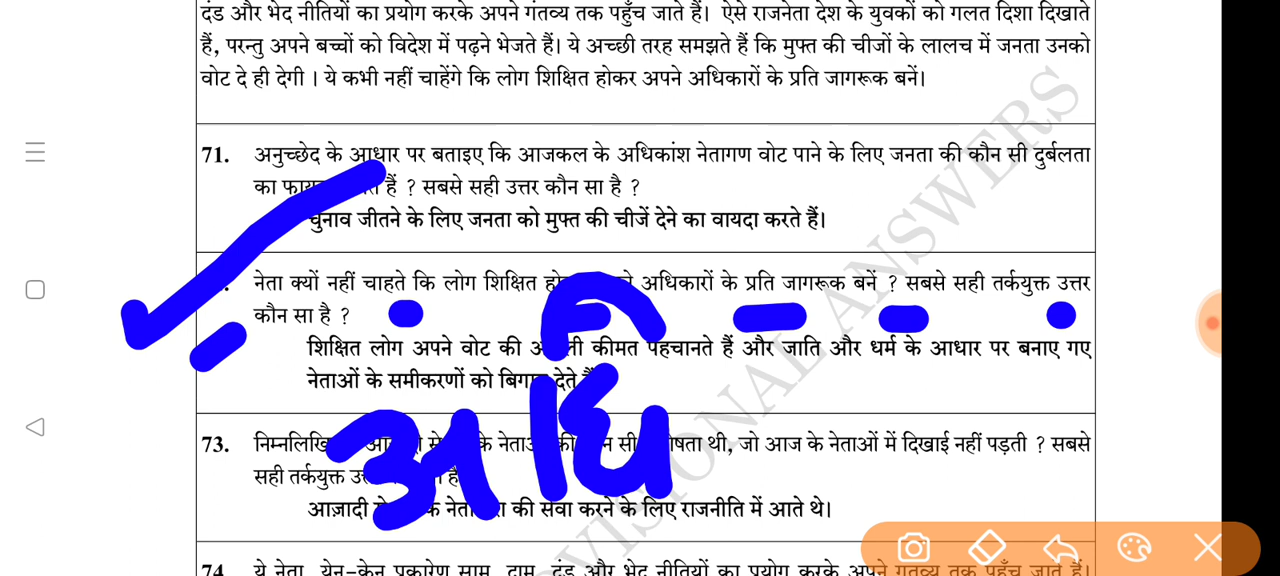 दंड और भेद नीतियों का प्रयोग करके अपने गंतव्य तक पहुँच जाते हैं। ऐसे राजनेता देश के युवकों को गलत दिशा दिखाते
हैं, परन्तु अपने बच्चों को विदेश में पढ़ने भेजते हैं। ये अच्छी तरह समझते हैं कि मुफ्त की चीजों के लालच में जनता उनको
वोट दे ही देगी । ये कभी नहीं चाहेंगे कि लोग शिक्षित होकर अपने अधिकारों के प्रति जागरूक बनें।
71. अनुच्छेद के आधार पर बताइए कि आजकल के अधिकांश नेतागण वोट पाने के लिए जनता की कौन सी दुर्बलता
का हैं ? सबसे सही उत्तर कौन सा है ?
चुनाव जीतने के लिए जनता को मुफ्त की चीजें देने का वायदा करते हैं।
नेता क्यों नहीं चाहते कि लोग शिक्षित अधिकारों के प्रति जागरूक बनें ? सबसे सही तर्कयुक्त उत्तर
कौन सा है ?
शिक्षित लोग अपने वोट की कीमत पहचानते हैं और जाति और धर्म के आधार पर बनाए गए
नेताओं के समीकरणों को देते
अधि
73. में दिखाई नहीं पड़ती ? सबसे
सही तर्कयुक्त
आज़ादी की सेवा करने के लिए राजनीति में आते थे।
74 ये नेता येन-केन प्रकारेण साम, दाम, दंड और भेद नीतियों का प्रयोग करके अपने गंतव्य तक पहुँच जाते हैं।
VISIONAL ANSWERS